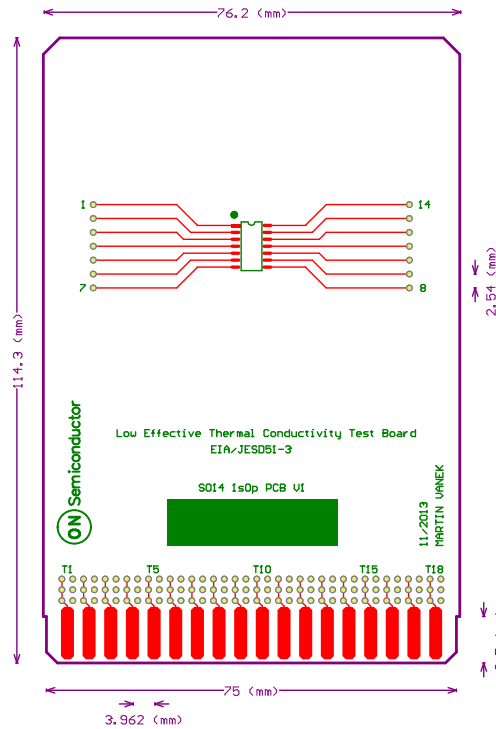 76.2 (mm)
1
14
7
8
2.54 (mm)
114.3 (mm)
ON Semiconductor
Low Effective Thermal Conductivity Test Board
EIA/JESD51-3
SO14 1s0p PCB V1
11/2013
MARTIN VANEK
T1 T5 T10 T15 T18
75 (mm)
3.962 (mm)